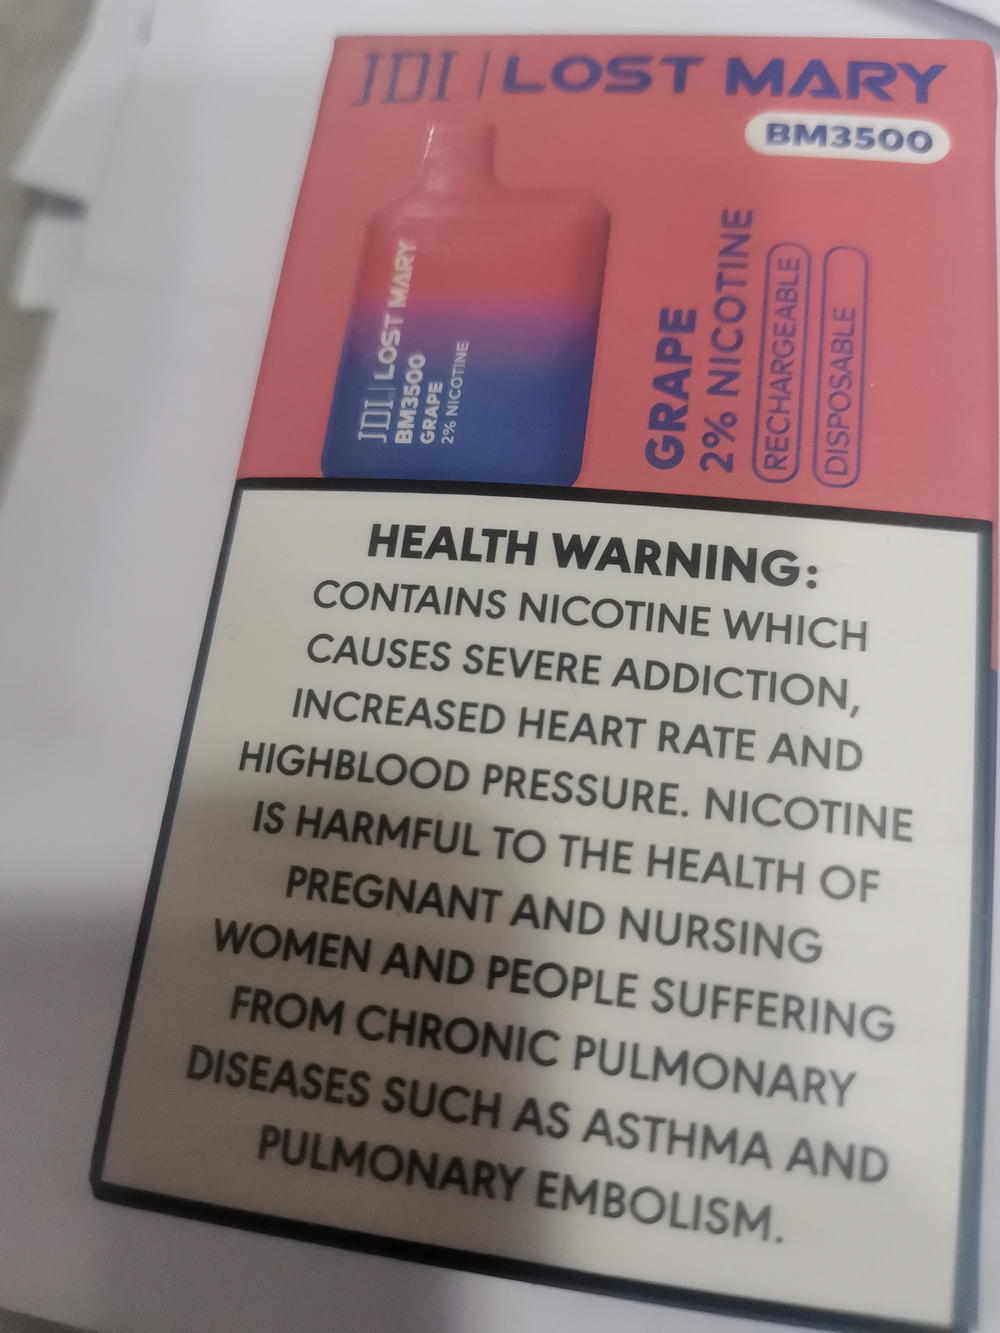 JDI | LOST MARY
BM3500
JDI | LOST MARY
BM3500
GRAPE
2% NICOTINE
GRAPE
2% NICOTINE
RECHARGEABLE
DISPOSABLE
HEALTH WARNING:
CONTAINS NICOTINE WHICH
CAUSES SEVERE ADDICTION,
INCREASED HEART RATE AND
HIGHBLOOD PRESSURE. NICOTINE
IS HARMFUL TO THE HEALTH OF
PREGNANT AND NURSING
WOMEN AND PEOPLE SUFFERING
FROM CHRONIC PULMONARY
DISEASES SUCH AS ASTHMA AND
PULMONARY EMBOLISM.